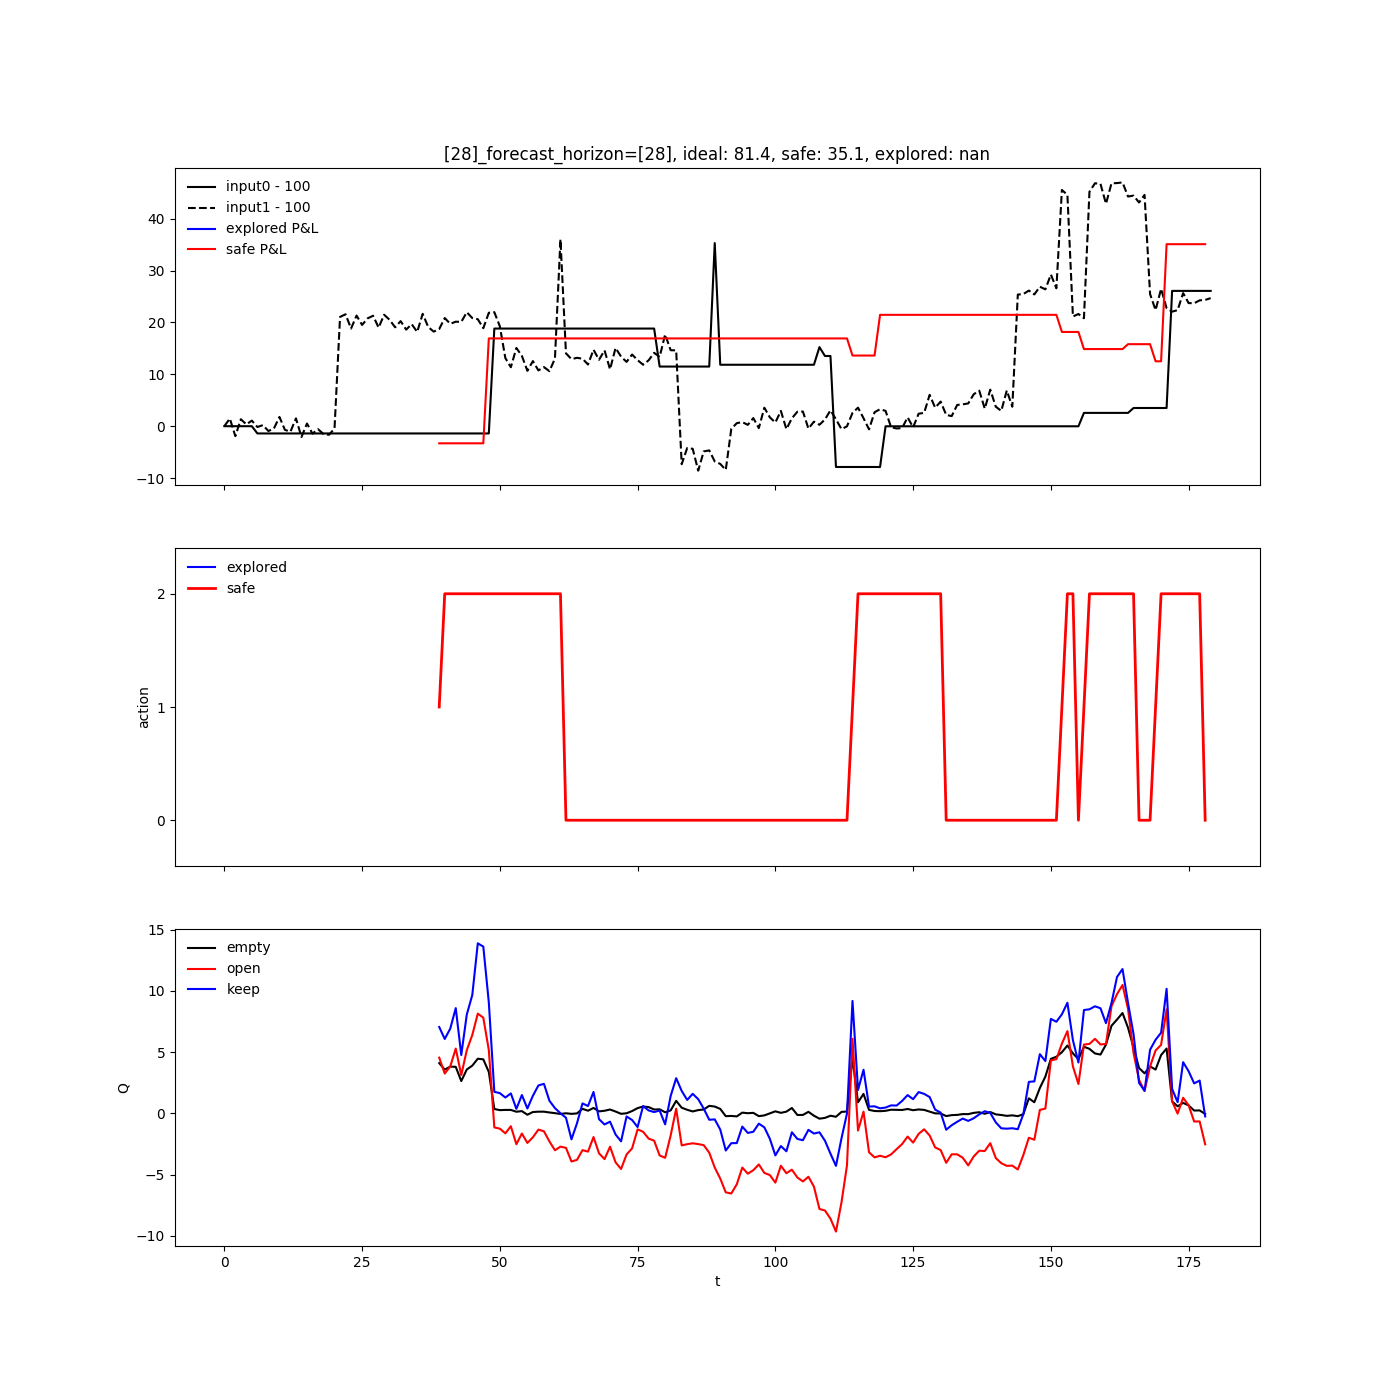 [28]_forecast_horizon=[28], ideal: 81.4, safe: 35.1, explored: nan
input0 - 100
input1 - 100
explored P&L
safe P&L
40
30
20
10
0
−10
explored
safe
2
1
0
action
empty
open
keep
15
10
5
0
−5
−10
Q
0 25 50 75 100 125 150 175
t